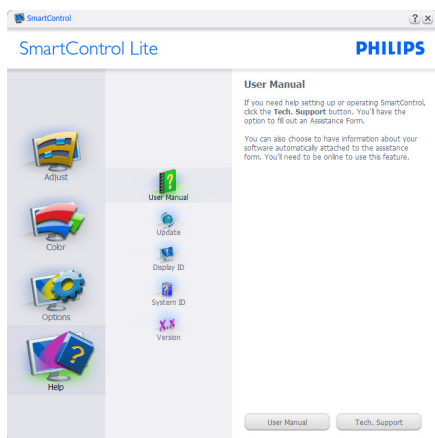 SmartControl
SmartControl Lite
PHILIPS
Adjust
Color
Options
Help
User Manual
Update
Display ID
System ID
X.X
Version
User Manual
If you need help setting up or operating SmartControl,
click the Tech. Support button. You'll have the
option to fill out an Assistance Form.
You can also choose to have information about your
software automatically attached to the assistance
form. You'll need to be online to use this feature.
User Manual
Tech. Support